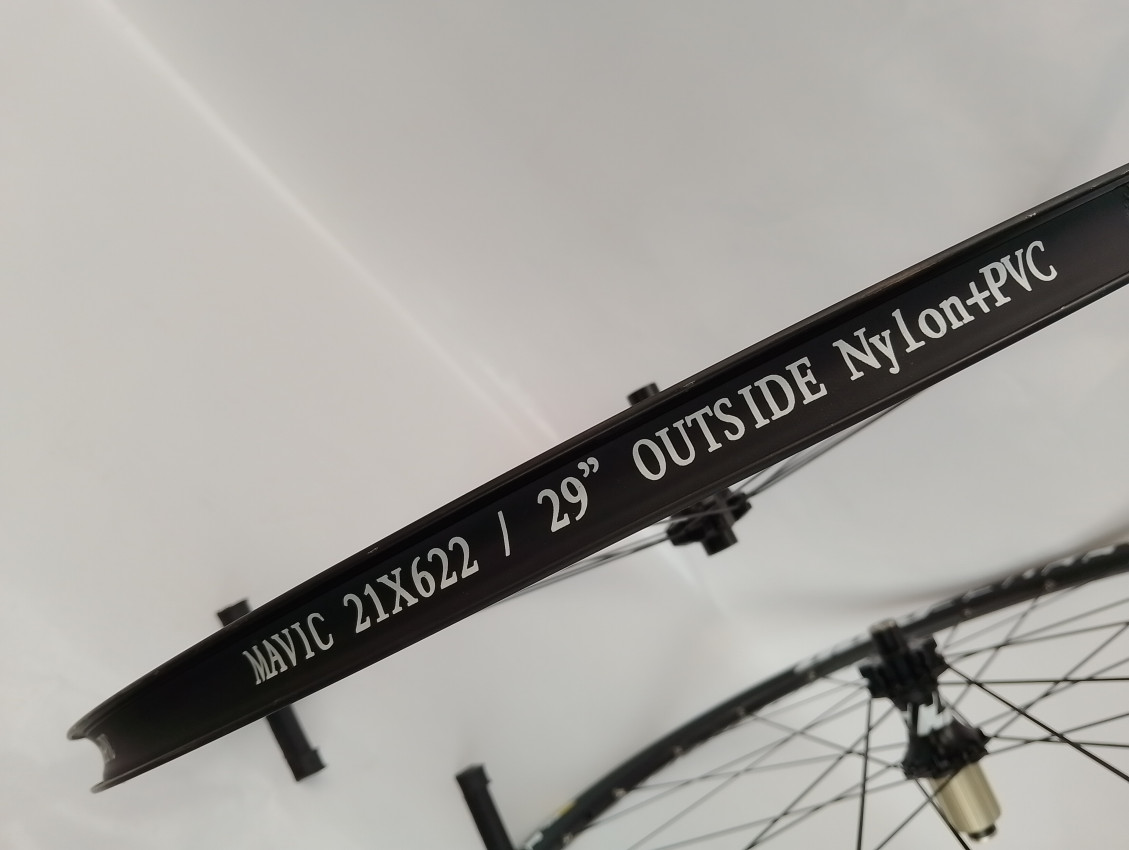 MAVIC 21X622 / 29” OUTSIDE Nylon+PVC